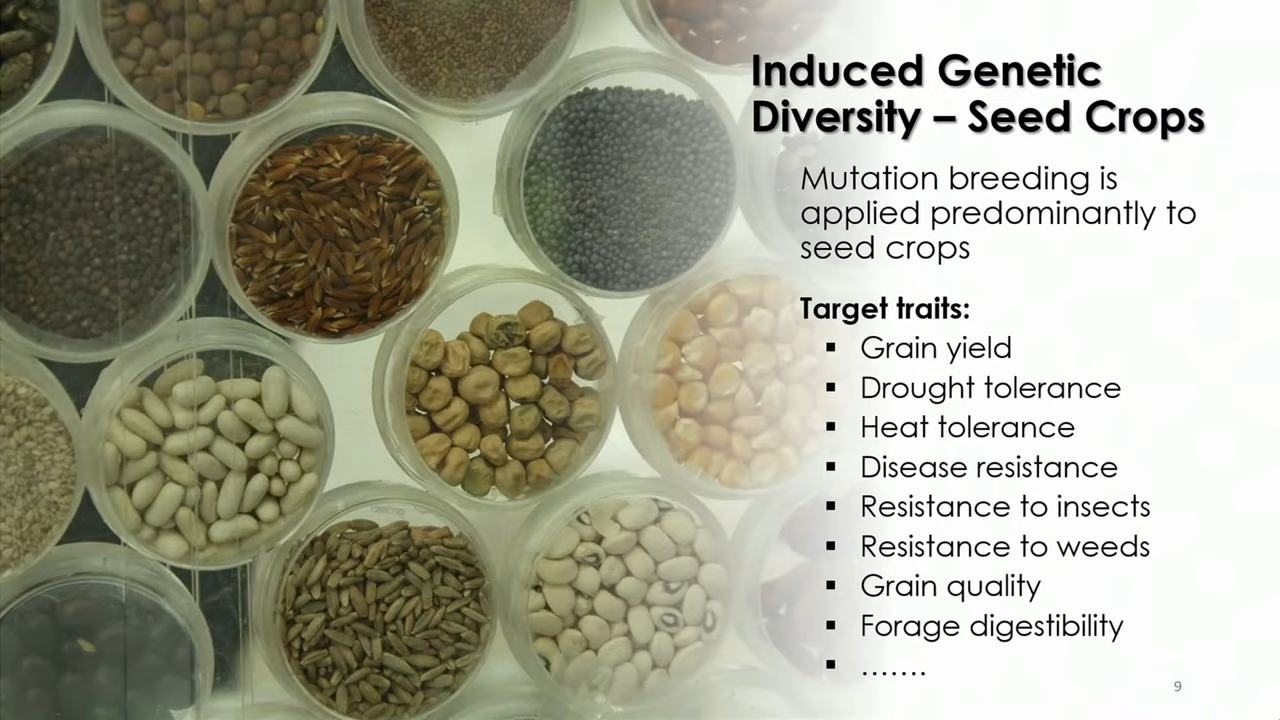 Induced Genetic
Diversity – Seed Crops
Mutation breeding is
applied predominantly to
seed crops
Target traits:
▪ Grain yield
▪ Drought tolerance
▪ Heat tolerance
▪ Disease resistance
▪ Resistance to insects
▪ Resistance to weeds
▪ Grain quality
▪ Forage digestibility
▪ .......
9